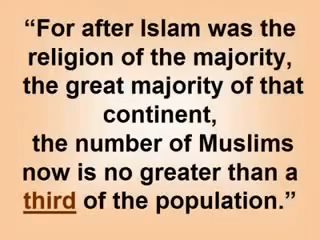 “For after Islam was the
religion of the majority,
the great majority of that
continent,
the number of Muslims
now is no greater than a
third of the population.”